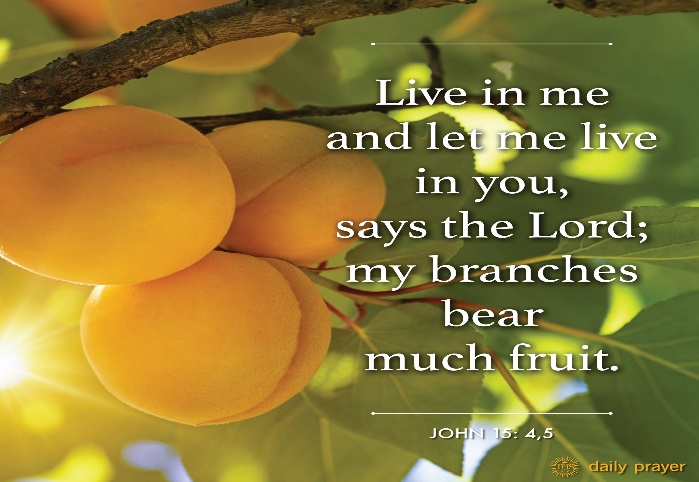 Live in me
and let me live
in you,
says the Lord;
my branches
bear
much fruit.
JOHN 15: 4,5
IHS daily prayer